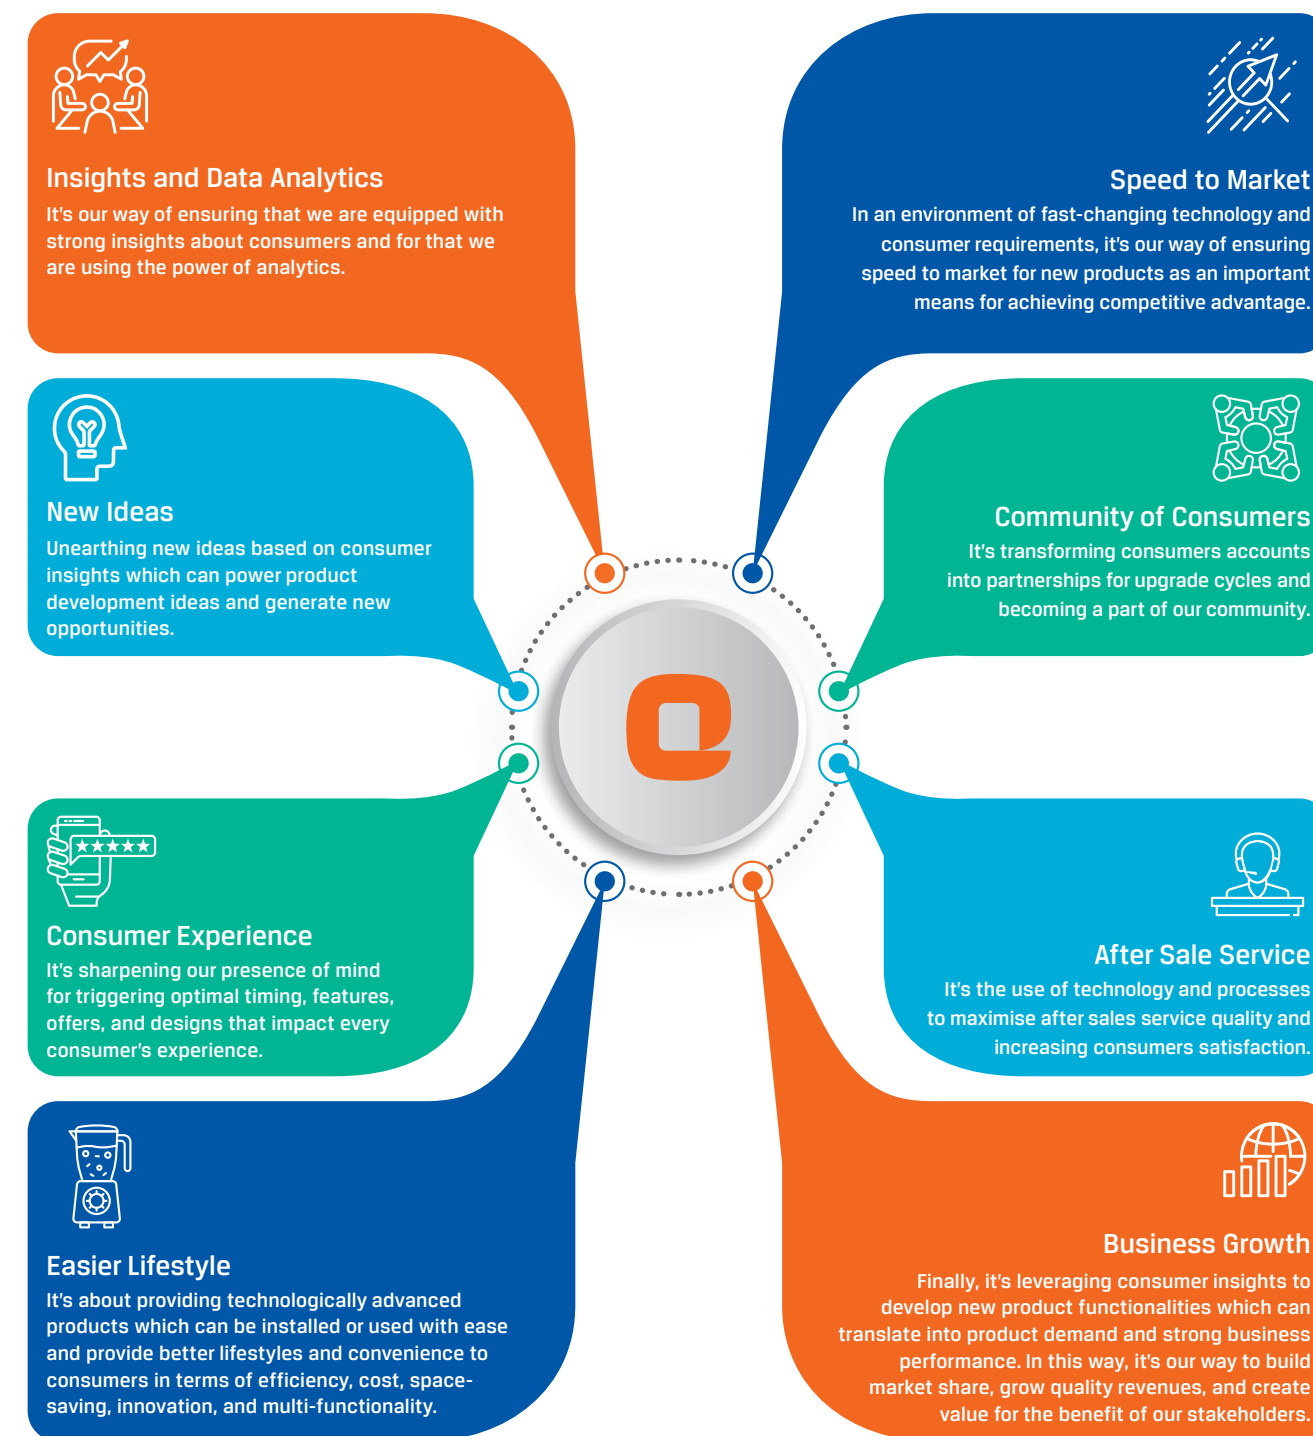 Insights and Data Analytics
It's our way of ensuring that we are equipped with
strong insights about consumers and for that we
are using the power of analytics.
New Ideas
Unearthing new ideas based on consumer
insights which can power product
development ideas and generate new
opportunities.
Consumer Experience
It's sharpening our presence of mind
for triggering optimal timing, features,
offers, and designs that impact every
consumer's experience.
Easier Lifestyle
It's about providing technologically advanced
products which can be installed or used with ease
and provide better lifestyles and convenience to
consumers in terms of efficiency, cost, space-
saving, innovation, and multi-functionality.
Speed to Market
In an environment of fast-changing technology and
consumer requirements, it's our way of ensuring
speed to market for new products as an important
means for achieving competitive advantage.
Community of Consumers
It's transforming consumers accounts
into partnerships for upgrade cycles and
becoming a part of our community.
After Sale Service
It's the use of technology and processes
to maximise after sales service quality and
increasing consumers satisfaction.
Business Growth
Finally, it's leveraging consumer insights to
develop new product functionalities which can
translate into product demand and strong business
performance. In this way, it's our way to build
market share, grow quality revenues, and create
value for the benefit of our stakeholders.